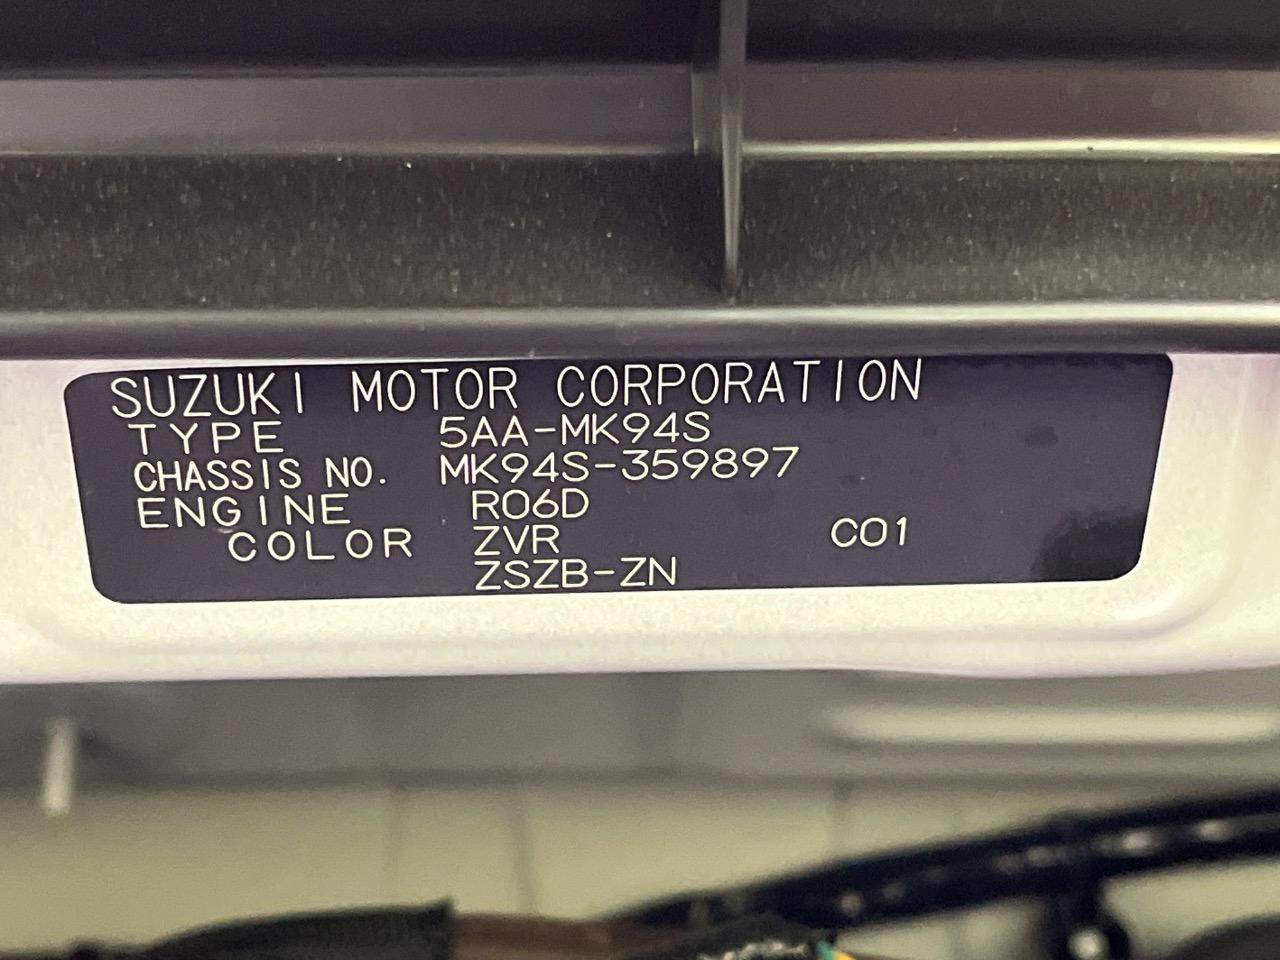 SUZUKI MOTOR CORPORATION
TYPE 5AA-MK94S
CHASSIS NO. MK94S-359897
ENGINE R06D
COLOR ZVR C01
ZSZB-ZN